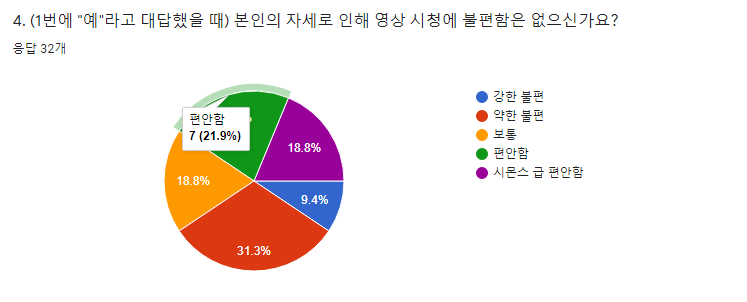 4. (1번에 "예"라고 대답했을 때) 본인의 자세로 인해 영상 시청에 불편함은 없으신가요?
응답 32개
강한 불편
약한 불편
보통
편안함
시몬스 급 편안함
편안함
7 (21.9%)
18.8%
18.8%
9.4%
31.3%